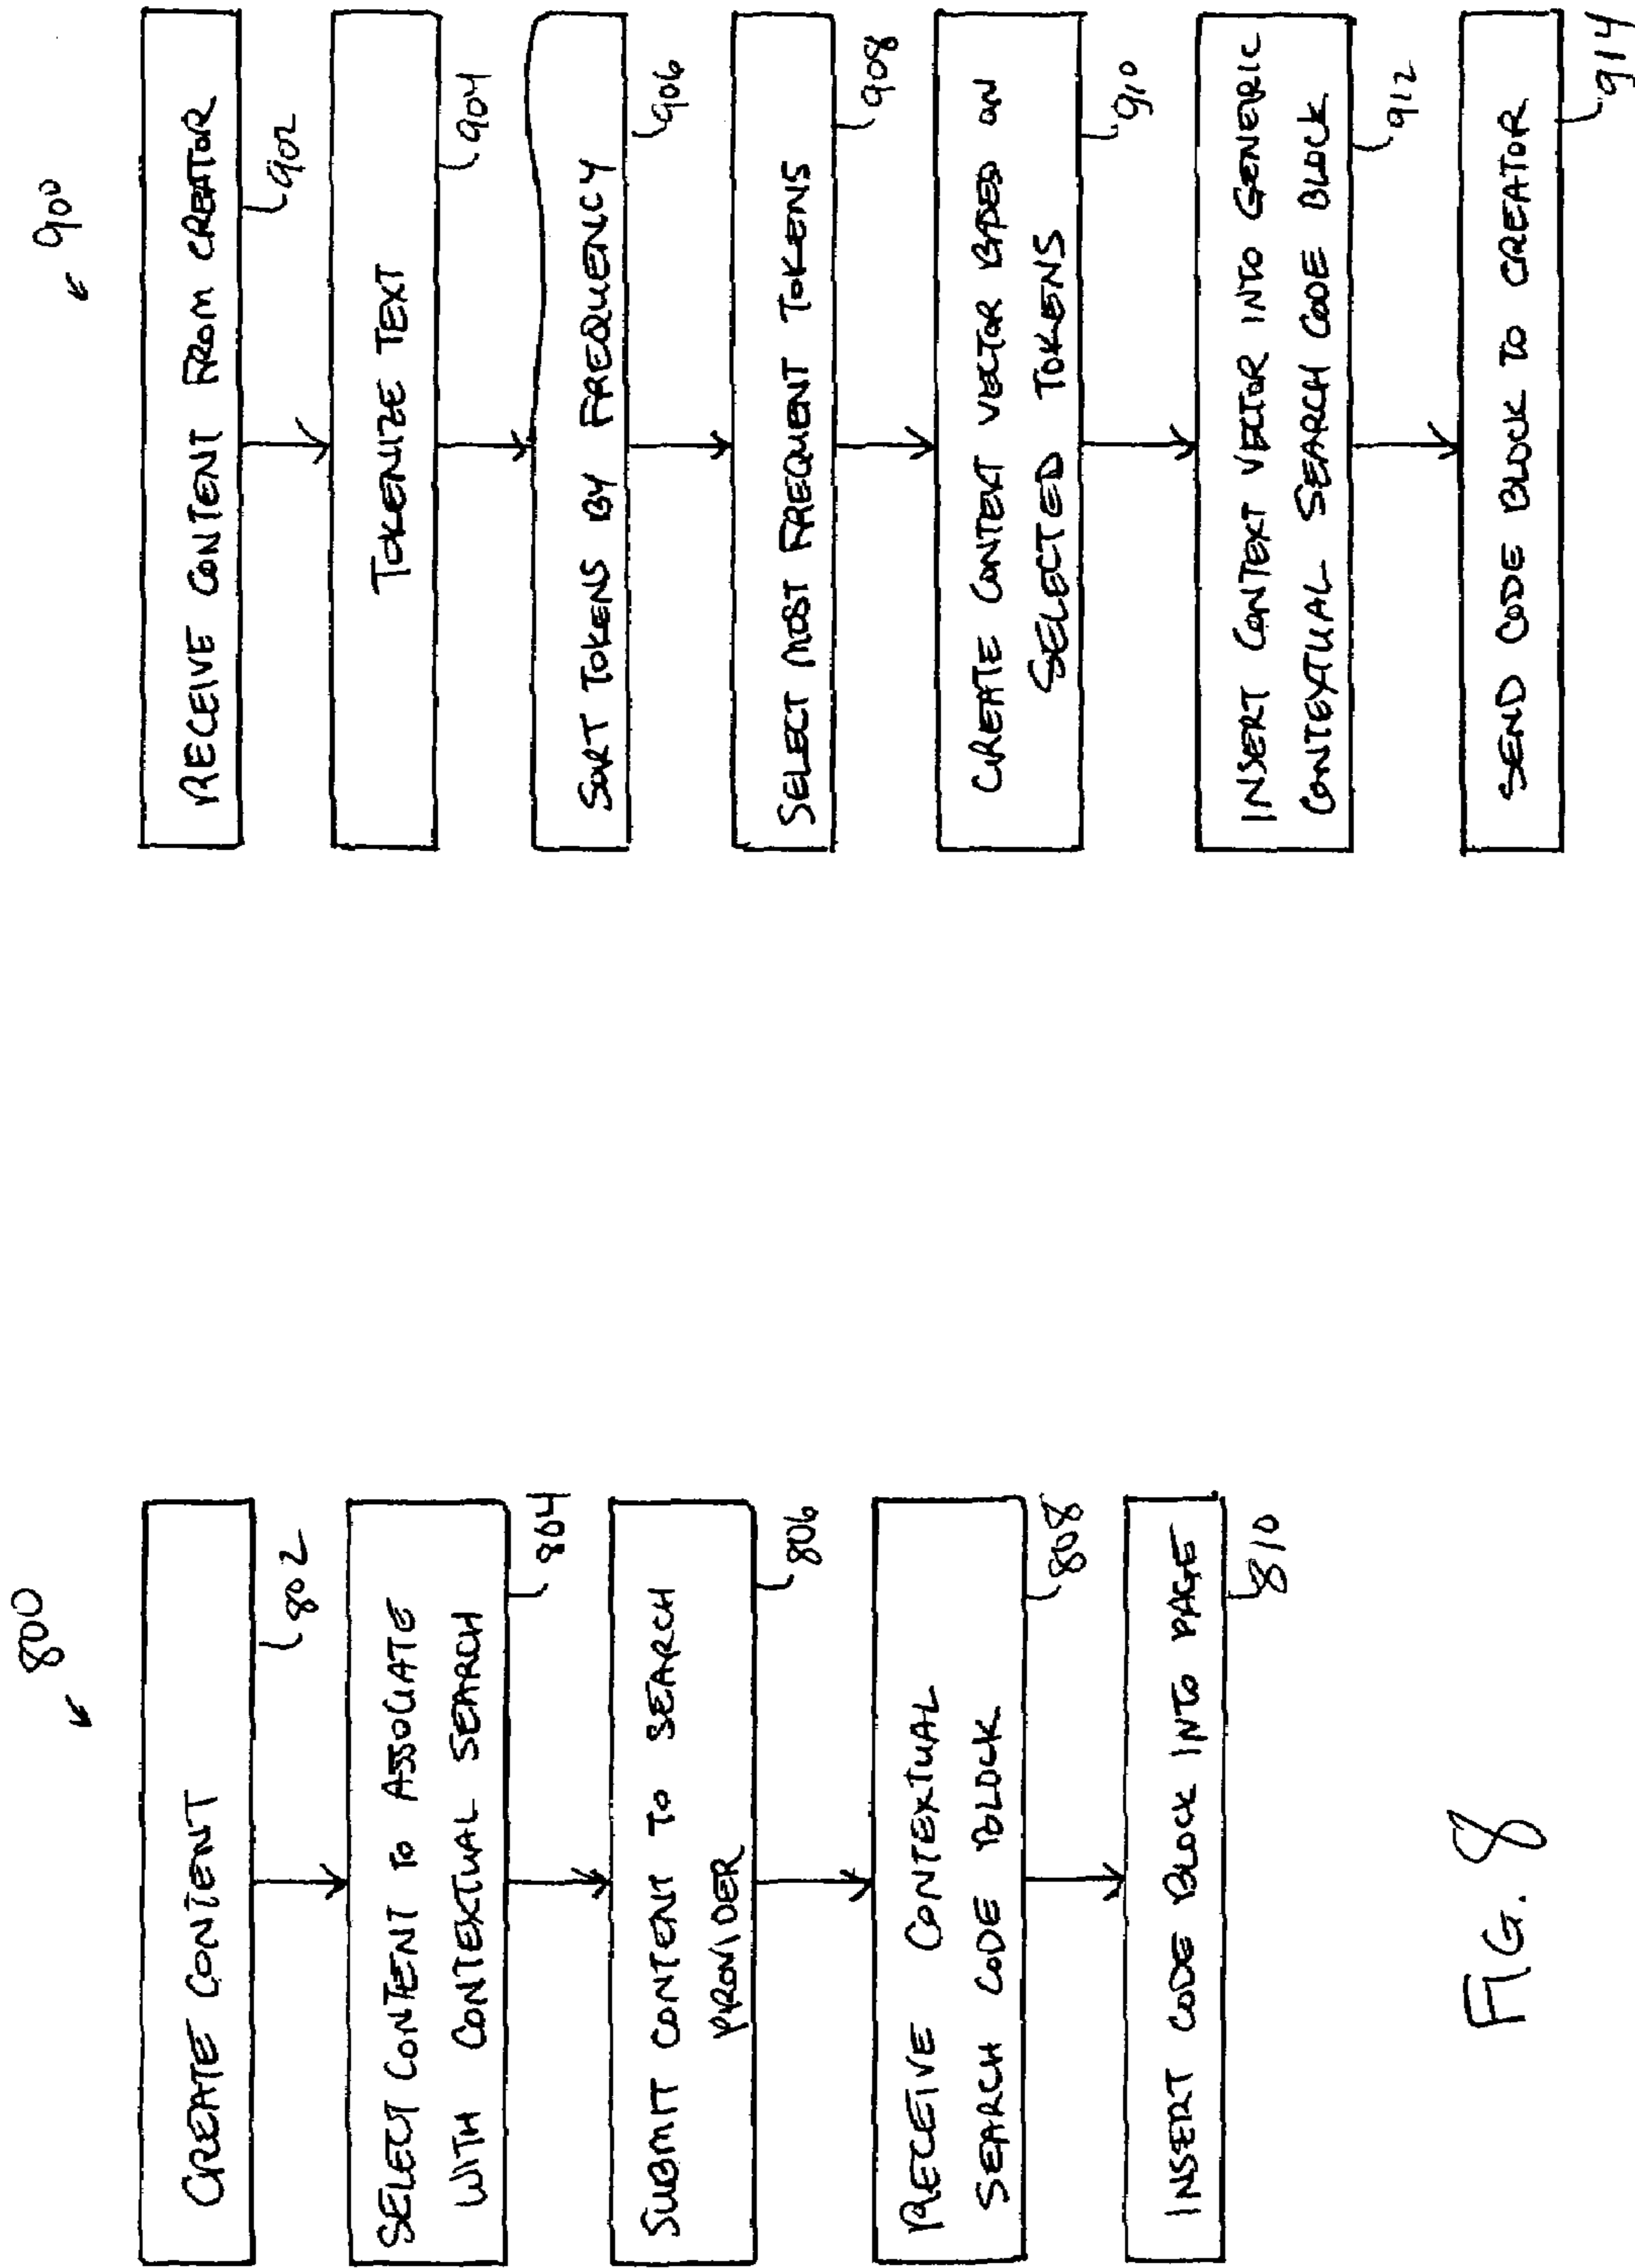 800
CREATE CONTENT
802
SELECT CONTENT TO ASSOCIATE
WITH CONTEXTUAL SEARCH
804
SUBMIT CONTENT TO SEARCH
PROVIDER
806
RECEIVE CONTEXTUAL
SEARCH CODE BLOCK
808
INSERT CODE BLOCK INTO PAGE
810
FIG. 8
900
RECEIVE CONTENT FROM CREATOR
902
TOKENIZE TEXT
904
SORT TOKENS BY FREQUENCY
906
SELECT MOST FREQUENT TOKENS
908
CREATE CONTEXT VECTOR BASED ON
SELECTED TOKENS
910
INSERT CONTEXT VECTOR INTO GENERIC
CONTEXTUAL SEARCH CODE BLOCK
912
SEND CODE BLOCK TO CREATOR
914